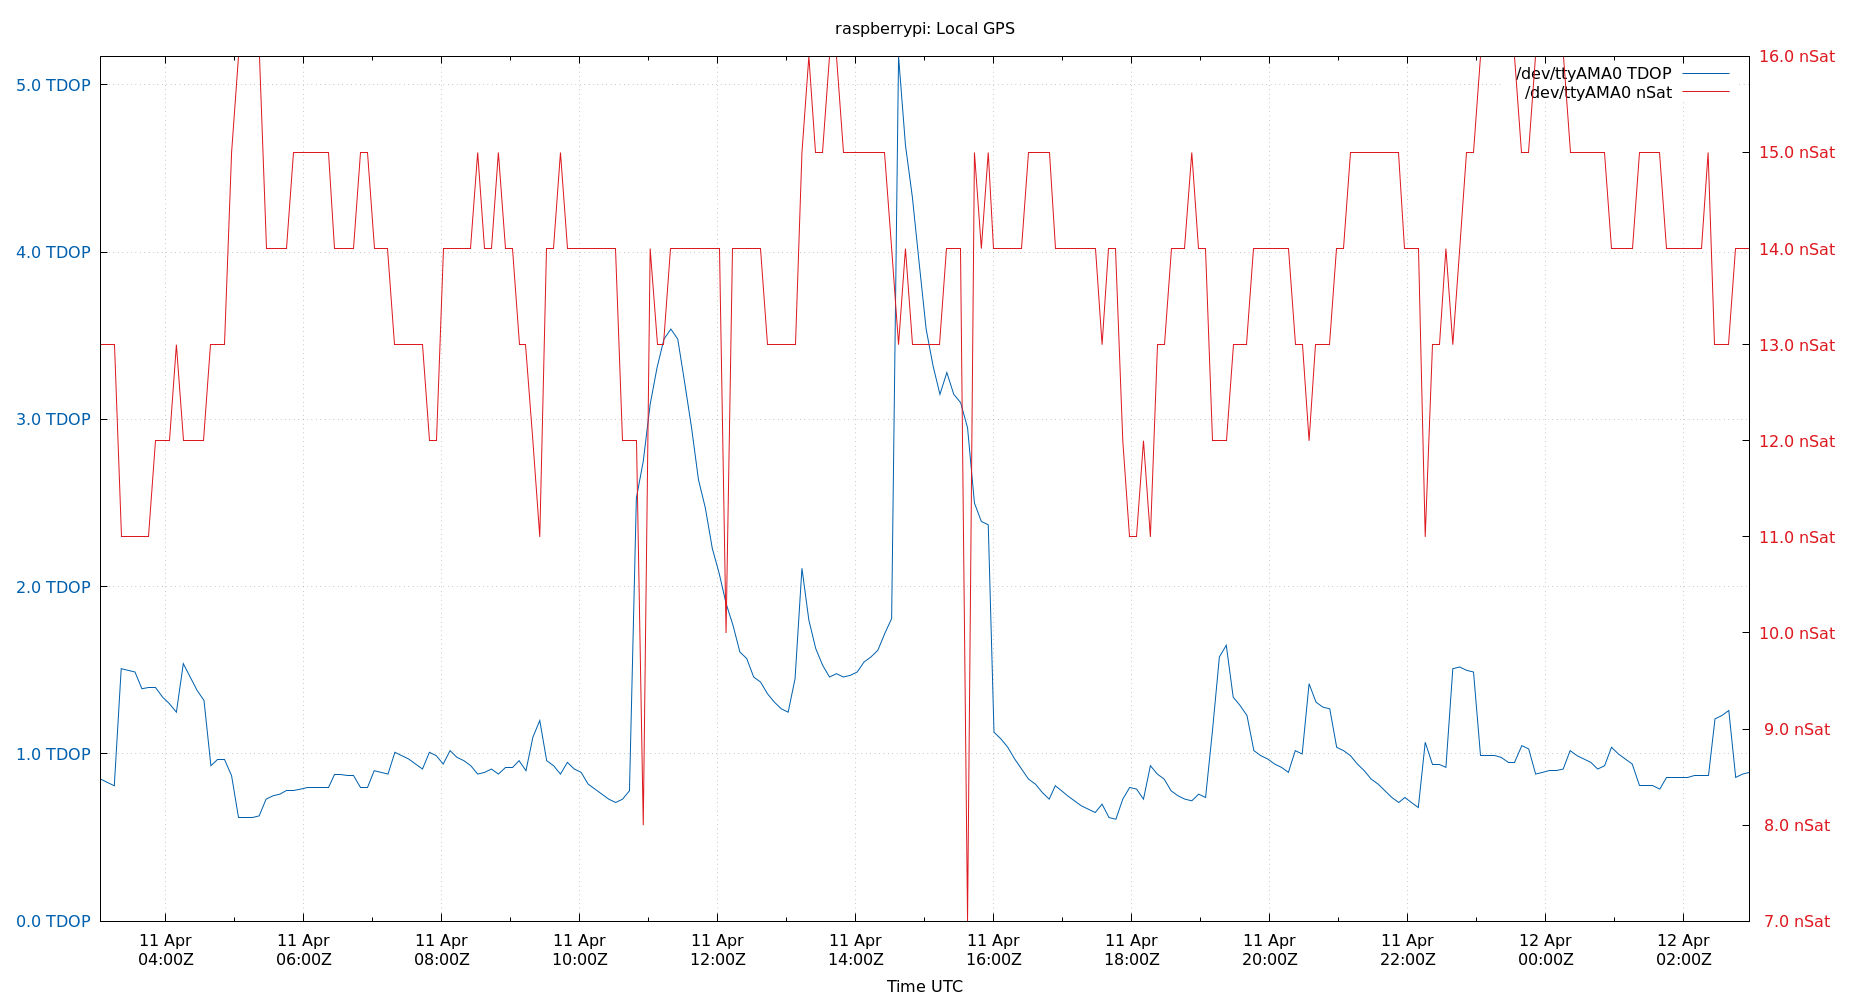 raspberrypi: Local GPS
5.0 TDOP
4.0 TDOP
3.0 TDOP
2.0 TDOP
1.0 TDOP
0.0 TDOP
/dev/ttyAMA0 TDOP
/dev/ttyAMA0 nSat
16.0 nSat
15.0 nSat
14.0 nSat
13.0 nSat
12.0 nSat
11.0 nSat
10.0 nSat
9.0 nSat
8.0 nSat
7.0 nSat
11 Apr 11 Apr 11 Apr 11 Apr 11 Apr 11 Apr 11 Apr 11 Apr 11 Apr 11 Apr 12 Apr 12 Apr
04:00Z 06:00Z 08:00Z 10:00Z 12:00Z 14:00Z 16:00Z 18:00Z 20:00Z 22:00Z 00:00Z 02:00Z
Time UTC